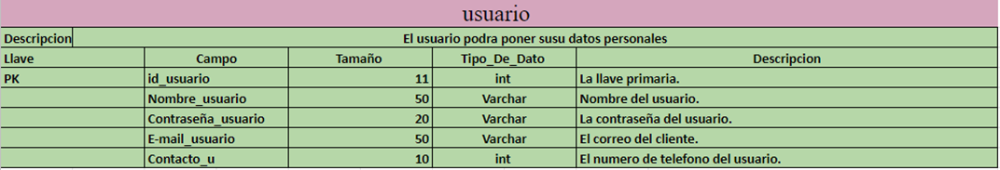 usuario
Descripcion El usuario podra poner susu datos personales
Llave Campo Tamaño Tipo_De_Dato Descripcion
PK id_usuario 11 int La llave primaria.
Nombre_usuario 50 Varchar Nombre del usuario.
Contraseña_usuario 20 Varchar La contraseña del usuario.
E-mail_usuario 50 Varchar El correo del cliente.
Contacto_u 10 int El numero de telefono del usuario.